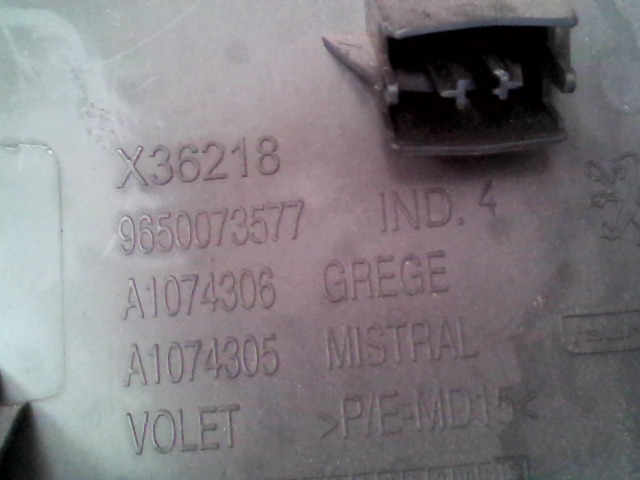 X36218
9650073577 IND. 4
A1074306 GREGE
A1074305 MISTRAL
VOLET >P/E-MD15<